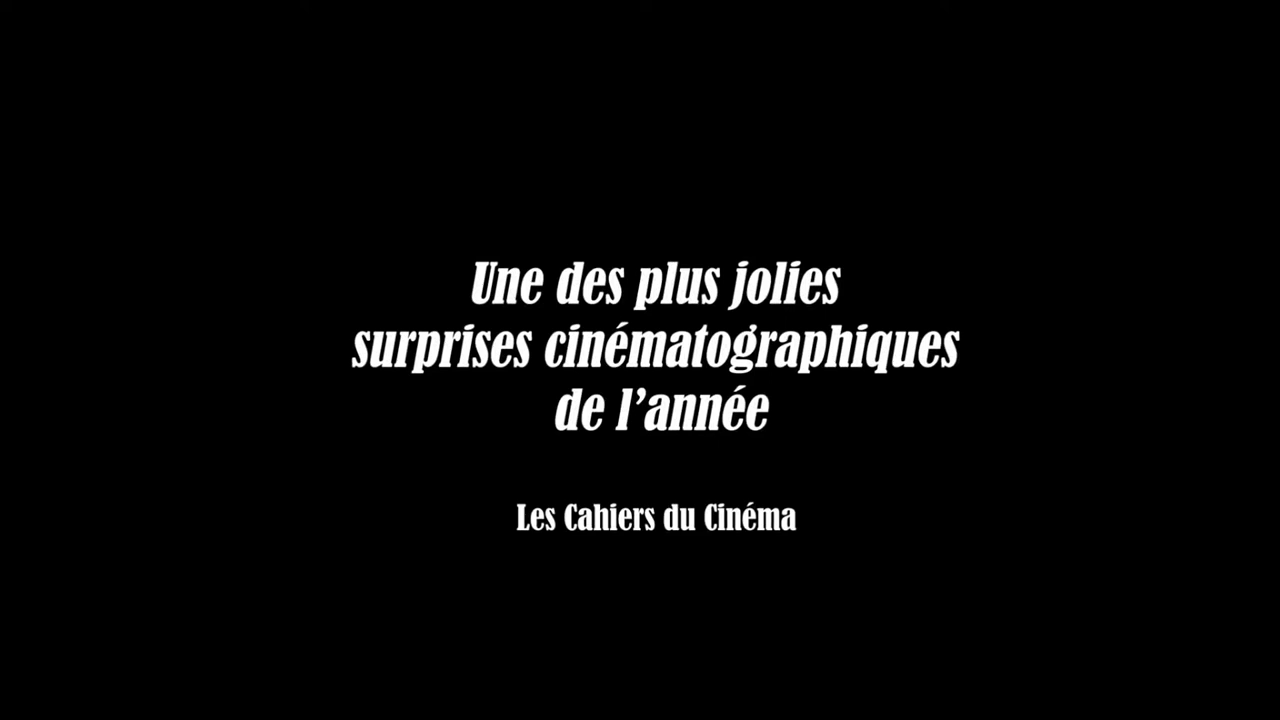 Une des plus jolies
surprises cinématographiques
de l’année
Les Cahiers du Cinéma